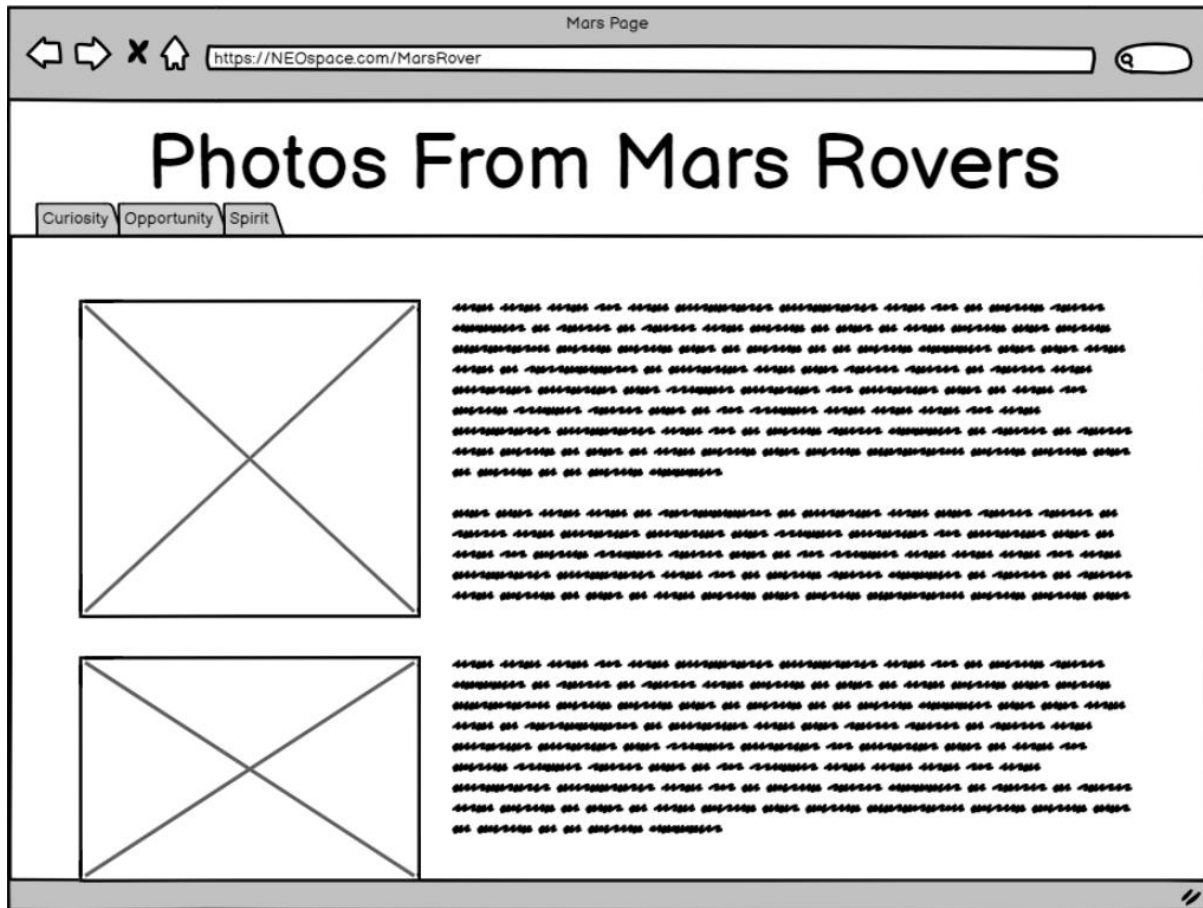 Mars Page
https://NEOspace.com/MarsRover
Photos From Mars Rovers
Curiosity Opportunity Spirit